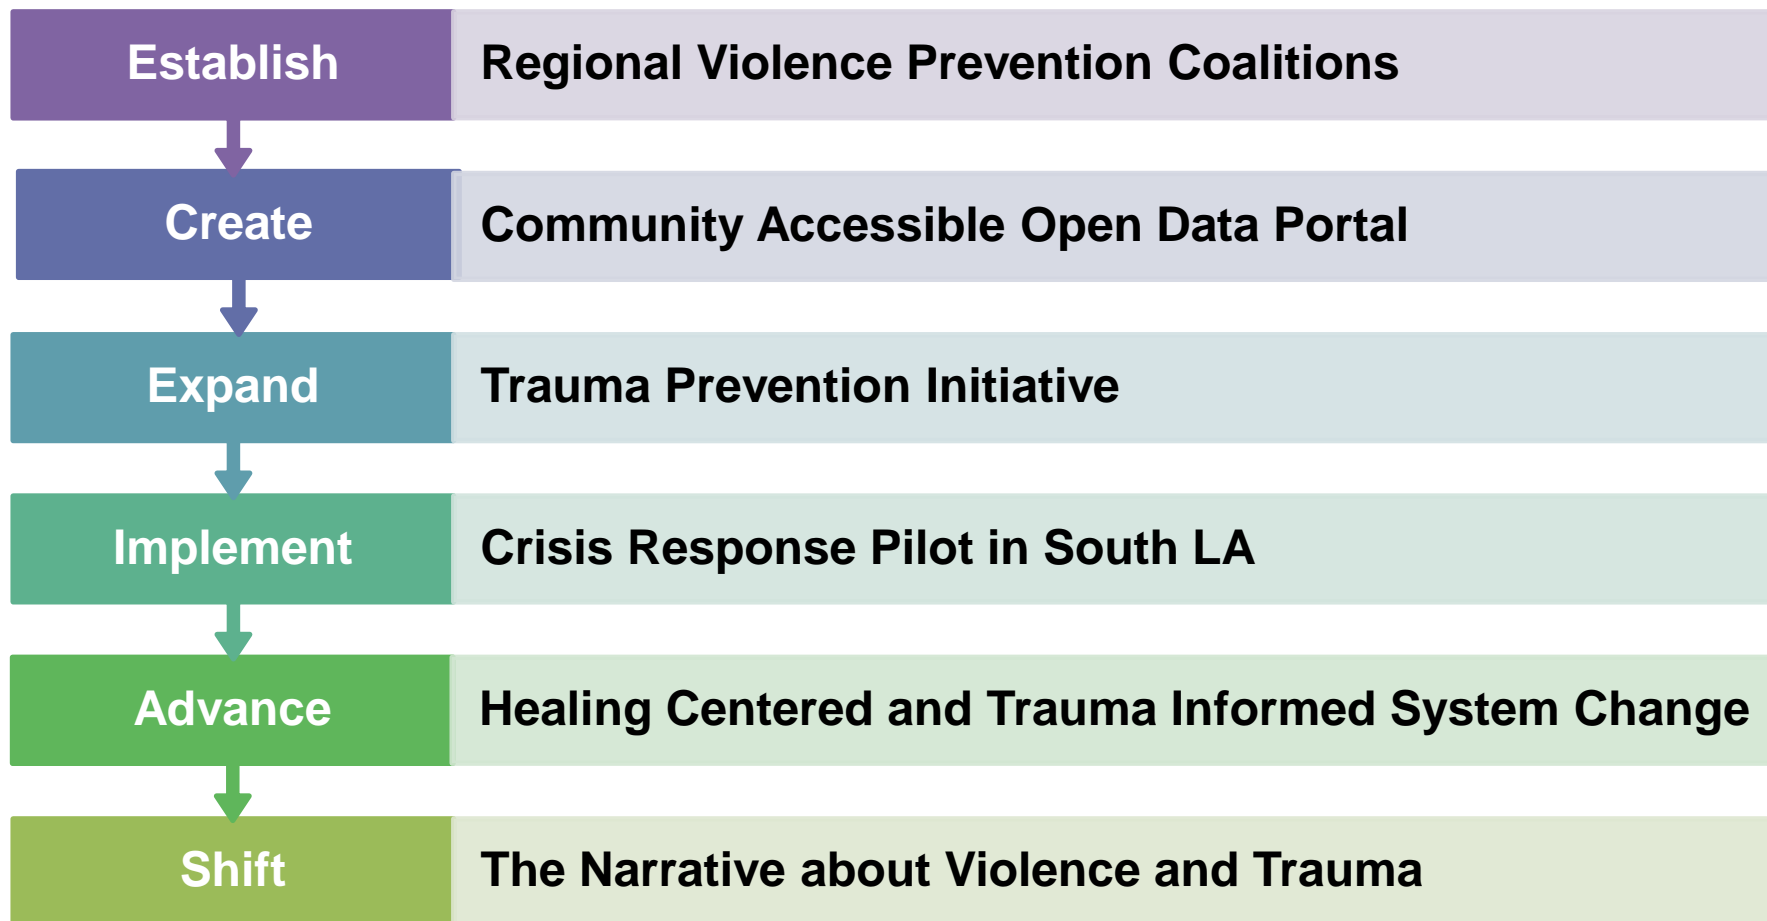 Establish Regional Violence Prevention Coalitions
Create Community Accessible Open Data Portal
Expand Trauma Prevention Initiative
Implement Crisis Response Pilot in South LA
Advance Healing Centered and Trauma Informed System Change
Shift The Narrative about Violence and Trauma